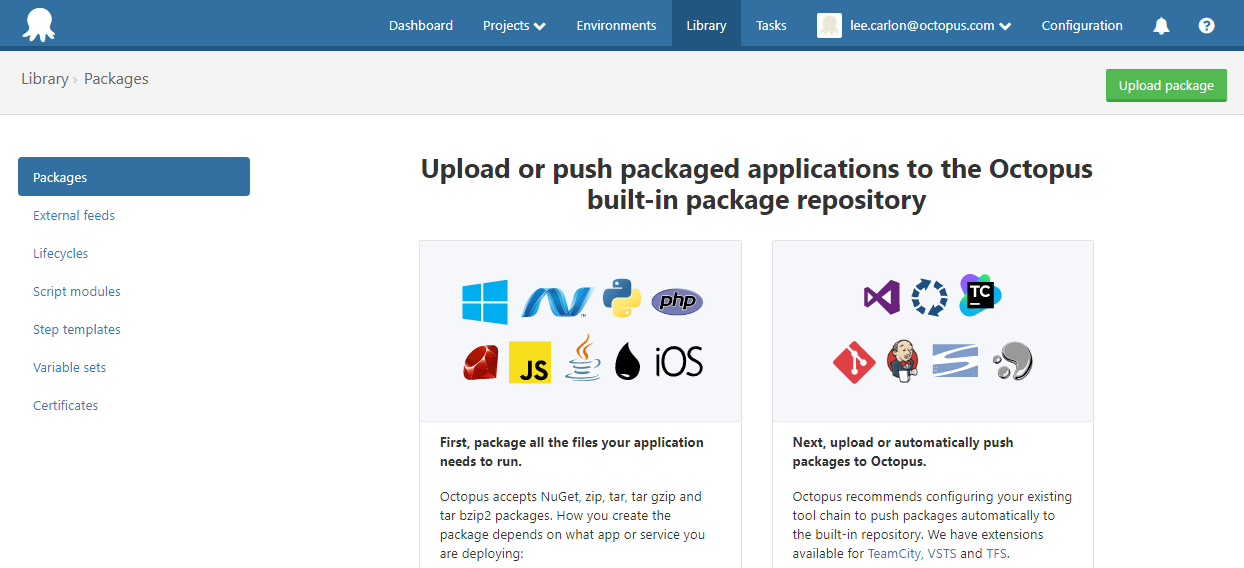 Dashboard Projects Environments Library Tasks lee.carlon@octopus.com Configuration
Library › Packages
Upload package
Packages
External feeds
Lifecycles
Script modules
Step templates
Variable sets
Certificates
Upload or push packaged applications to the Octopus
built-in package repository
php
JS
iOS
First, package all the files your application
needs to run.
Octopus accepts NuGet, zip, tar, tar gzip and
tar bzip2 packages. How you create the
package depends on what app or service you
are deploying:
TC
Next, upload or automatically push
packages to Octopus.
Octopus recommends configuring your existing
tool chain to push packages automatically to
the built-in repository. We have extensions
available for TeamCity, VSTS and TFS.